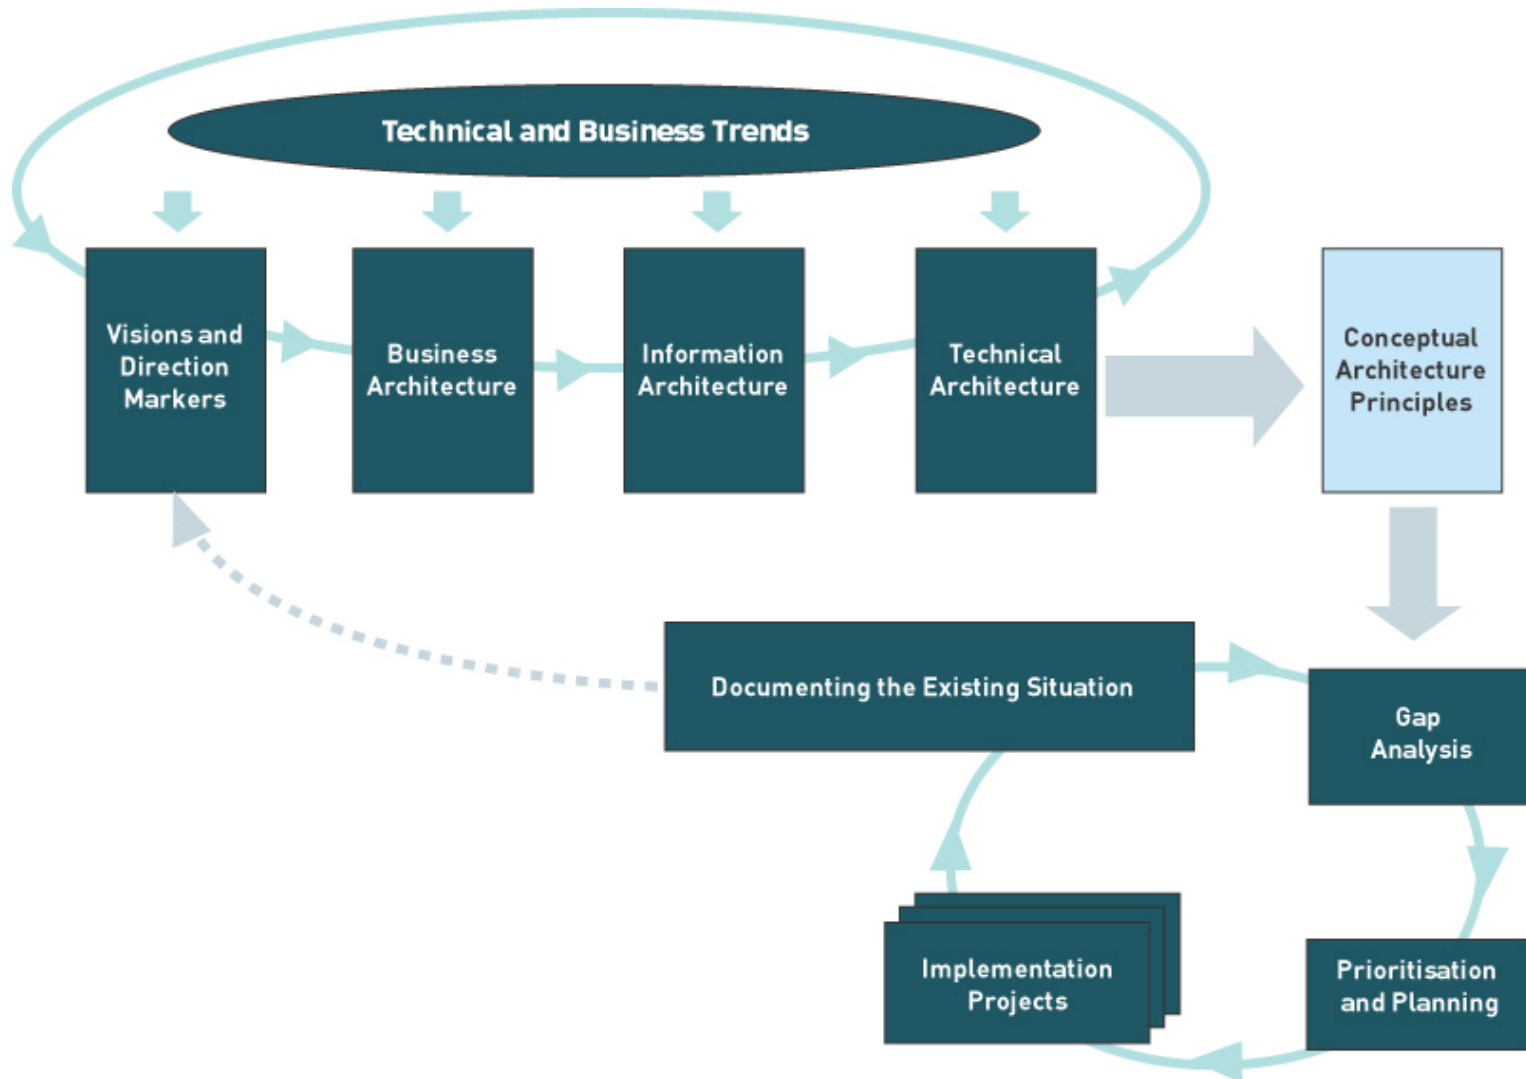 Technical and Business Trends
Visions and
Direction
Markers
Business
Architecture
Information
Architecture
Technical
Architecture
Conceptual
Architecture
Principles
Documenting the Existing Situation
Gap
Analysis
Implementation
Projects
Prioritisation
and Planning